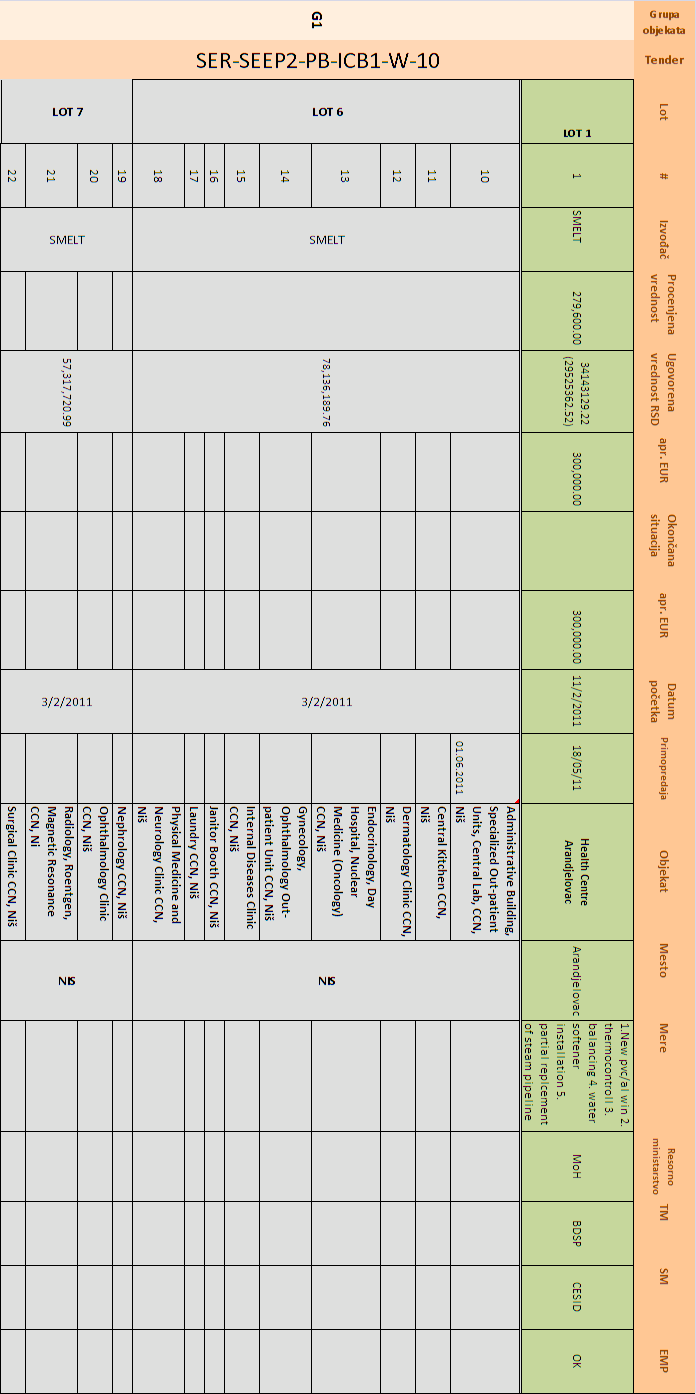 Grupa
objekata
Tender
Lot
#
Izvođač
Procenjena
vrednost
Ugovorena
vrednost RSD
apr. EUR
Okončana
situacija
apr. EUR
Datum
početka
Primopredaja
Objekat
Mesto
Mere
Resorno
ministarstvo
TM
SM
EMP
G1
SER-SEEP2-PB-ICB1-W-10
LOT 1
1
SMELT
279,600.00
34143129.22
(29525362.52)
300,000.00
300,000.00
11/2/2011
18/05/11
Health Centre
Arandjelovac
Arandjelovac
1.New pvc/al win 2.
thermocontroll 3.
balancing 4. water
softener
installation 5.
partial replcement
of steam pipeline
MoH
BDSP
CESID
OK
LOT 6
10
SMELT
78,136,189.76
3/2/2011
01.06.2011
Administrative Building,
Specialized Out-patient
Units, Central Lab, CCN,
Niš
NIS
11
Central Kitchen CCN,
Niš
12
Dermatology Clinic CCN,
Niš
13
Endocrinology, Day
Hospital, Nuclear
Medicine (Oncology)
CCN, Niš
14
Gynecology,
Ophthalmology Out-
patient Unit CCN, Niš
15
Internal Diseases Clinic
CCN, Niš
16
Janitor Booth CCN, Niš
17
Laundry CCN, Niš
18
Physical Medicine and
Neurology Clinic CCN,
Niš
LOT 7
19
SMELT
57,317,720.99
3/2/2011
Nephrology CCN, Niš
NIS
20
Ophthalmology Clinic
CCN, Niš
21
Radiology, Roentgen,
Magnetic Resonance
CCN, Ni
22
Surgical Clinic CCN, Niš